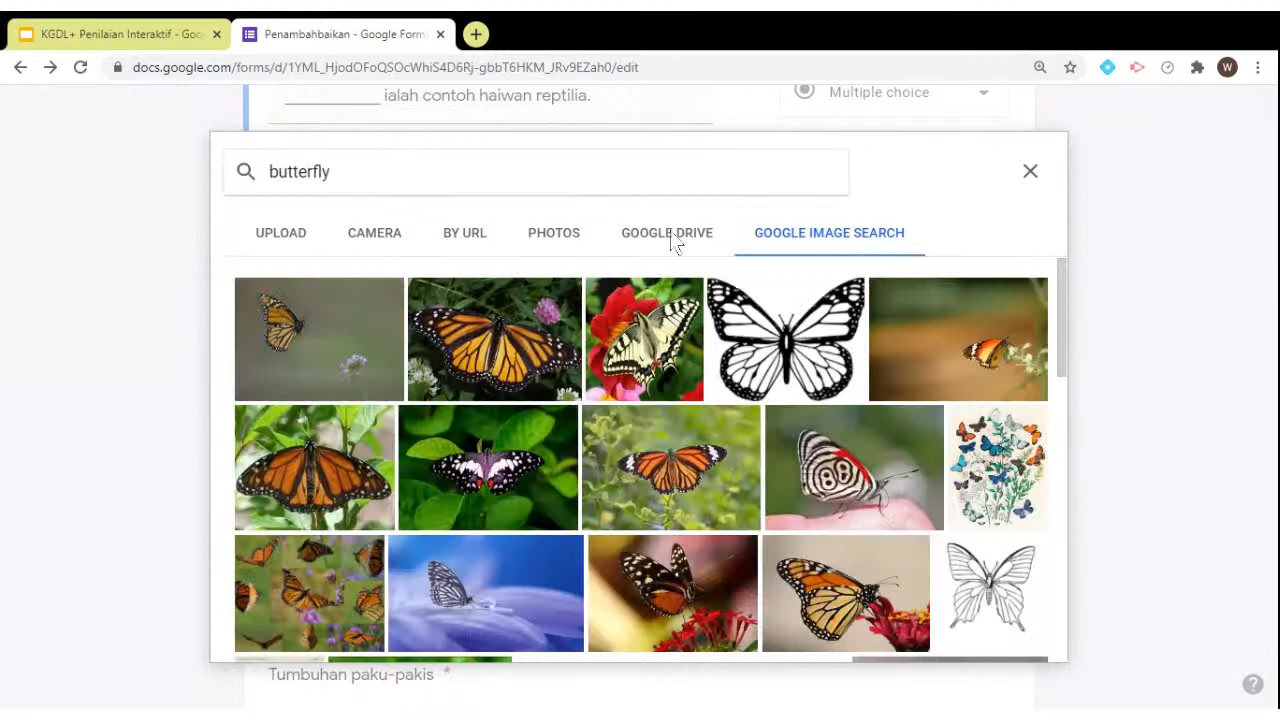 KGDL+ Penilaian Interaktif - Goo
Penambahbaikan - Google Form
docs.google.com/forms/d/1YML_HjodOFoQSOcWhiS4D6Rj-gbbT6HKM_JRv9EZah0/edit
W
__________ ialah contoh haiwan reptilia.
Multiple choice
butterfly
UPLOAD CAMERA BY URL PHOTOS GOOGLE DRIVE GOOGLE IMAGE SEARCH
Tumbuhan paku-pakis *